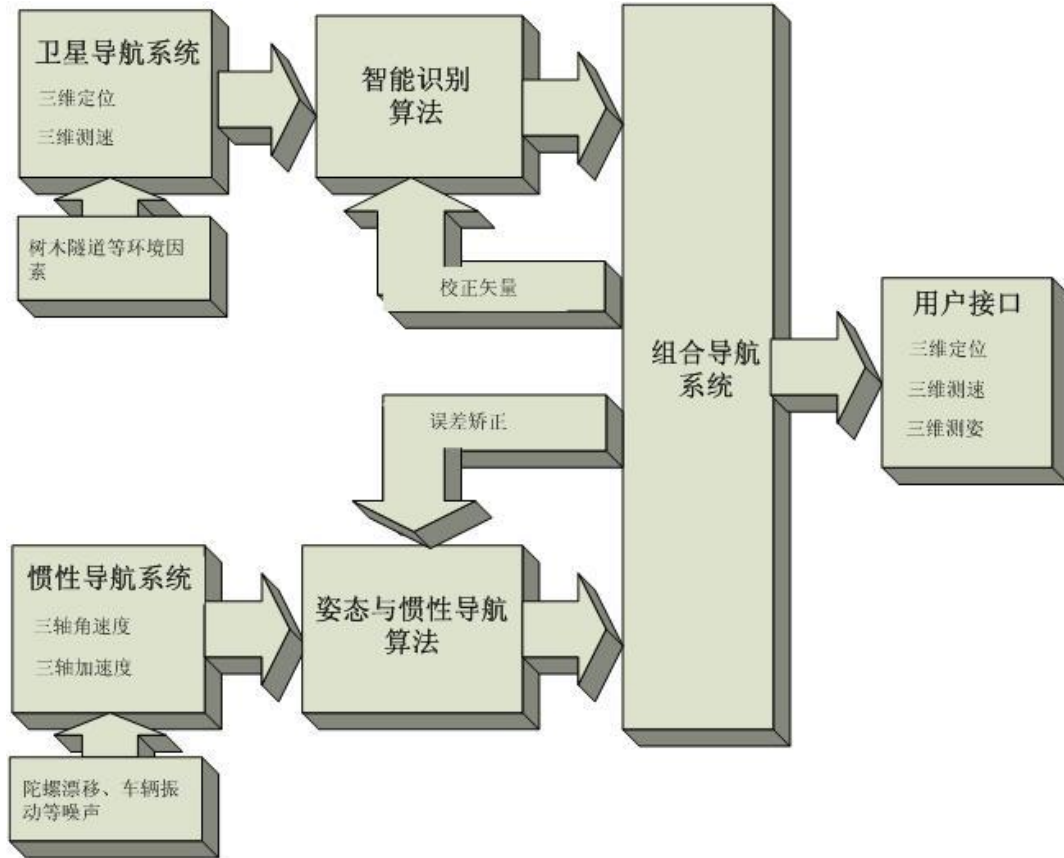 卫星导航系统
三维定位
三维测速
树木隧道等环境因
素
智能识别
算法
校正矢量
误差矫正
惯性导航系统
三轴角速度
三轴加速度
陀螺漂移、车辆振
动等噪声
姿态与惯性导航
算法
组合导航
系统
用户接口
三维定位
三维测速
三维测姿